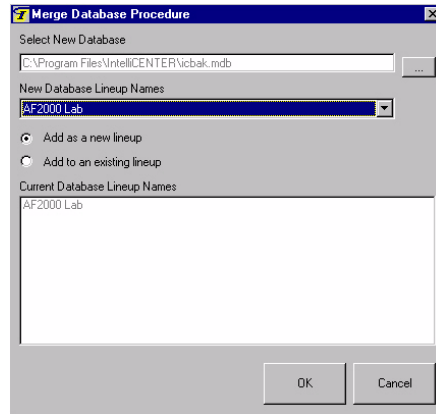 Merge Database Procedure
Select New Database
C:\Program Files\IntelliCENTER\icbak.mdb
...
New Database Lineup Names
AF2000 Lab
Add as a new lineup
Add to an existing lineup
Current Database Lineup Names
AF2000 Lab
OK Cancel